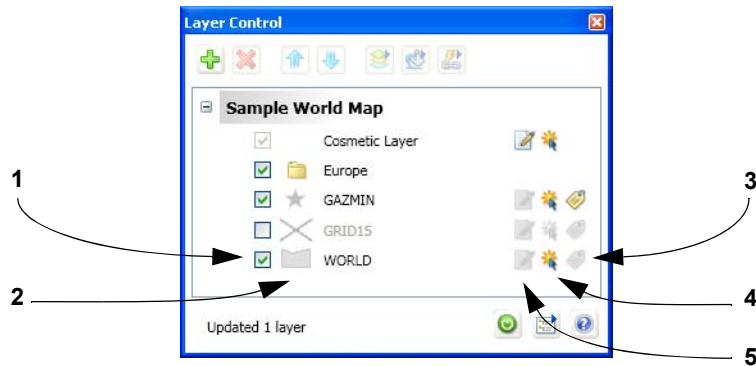 Layer Control
Sample World Map
Cosmetic Layer
Europe
1
3
GAZMIN
GRID15
WORLD
2
4
Updated 1 layer
5